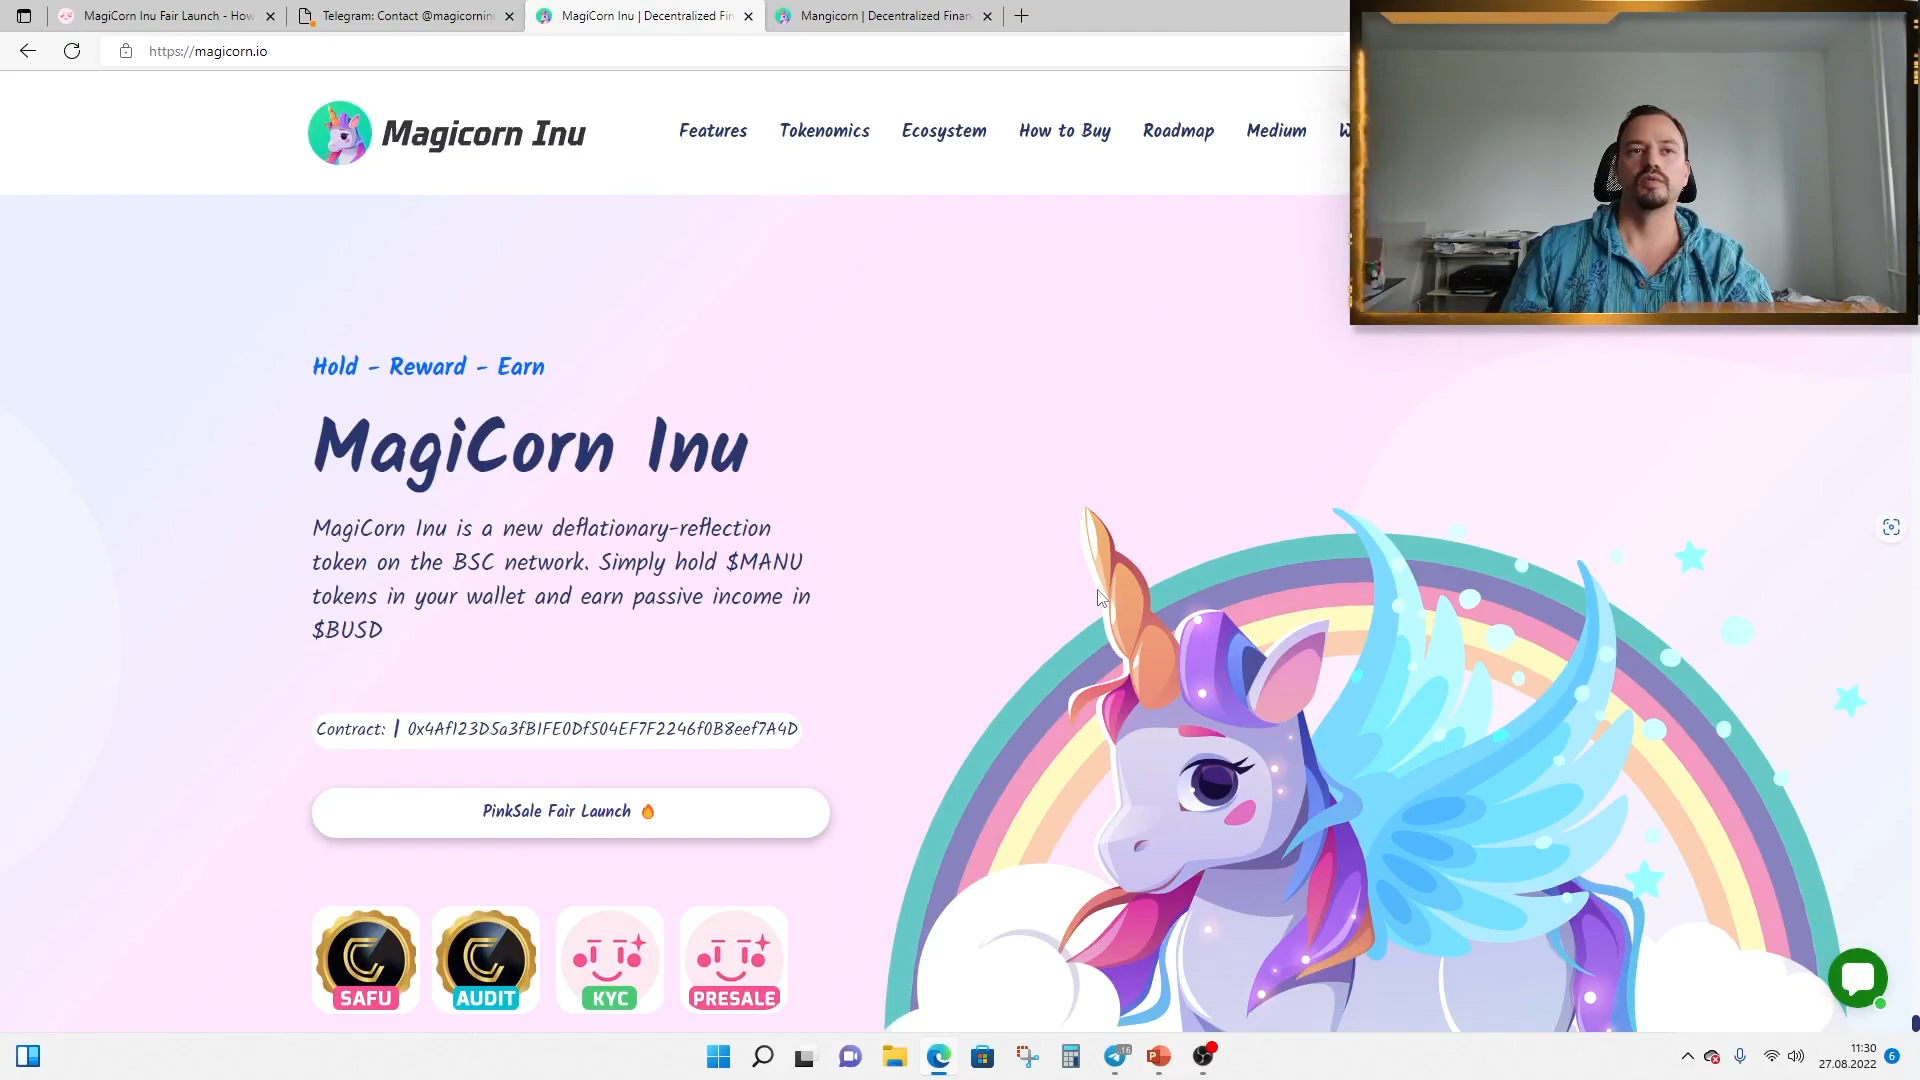 MagiCorn Inu Fair Launch - How
Telegram: Contact @magicornin
MagiCorn Inu | Decentralized Fin
Mangicorn | Decentralized Finan
https://magicorn.io
Magicorn Inu
Features
Tokenomics
Ecosystem
How to Buy
Roadmap
Medium
W
Hold - Reward - Earn
MagiCorn Inu
MagiCorn Inu is a new deflationary-reflection
token on the BSC network. Simply hold $MANU
tokens in your wallet and earn passive income in
$BUSD
Contract: | 0x4Af123D5a3fB1FE0Df504EF7F2246f0B8eef7A4D
PinkSale Fair Launch 🔥
SAFU
AUDIT
KYC
PRESALE
16
11:30
27.08.2022
6